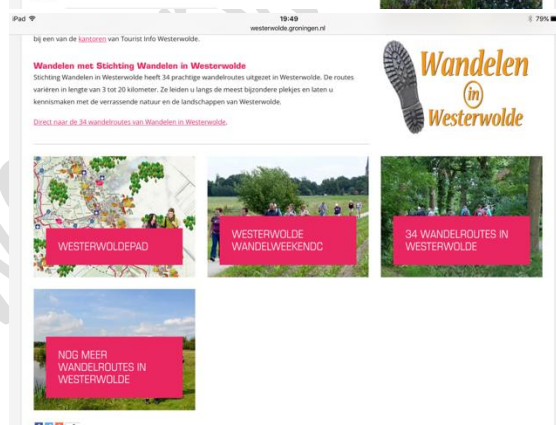 iPad 19:49 79%
westerwolde.groningen.nl
bij een van de kantoren van Tourist Info Westerwolde.
Wandelen met Stichting Wandelen in Westerwolde
Stichting Wandelen in Westerwolde heeft 34 prachtige wandelroutes uitgezet in Westerwolde. De routes
variëren in lengte van 3 tot 20 kilometer. Ze leiden u langs de meest bijzondere plekjes en laten u
kennismaken met de verrassende natuur en de landschappen van Westerwolde.
Direct naar de 34 wandelroutes van Wandelen in Westerwolde.
Wandelen
in
Westerwolde
WESTERWOLDEPAD
WESTERWOLDE
WANDELWEEKENDC
34 WANDELROUTES IN
WESTERWOLDE
NOG MEER
WANDELROUTES IN
WESTERWOLDE